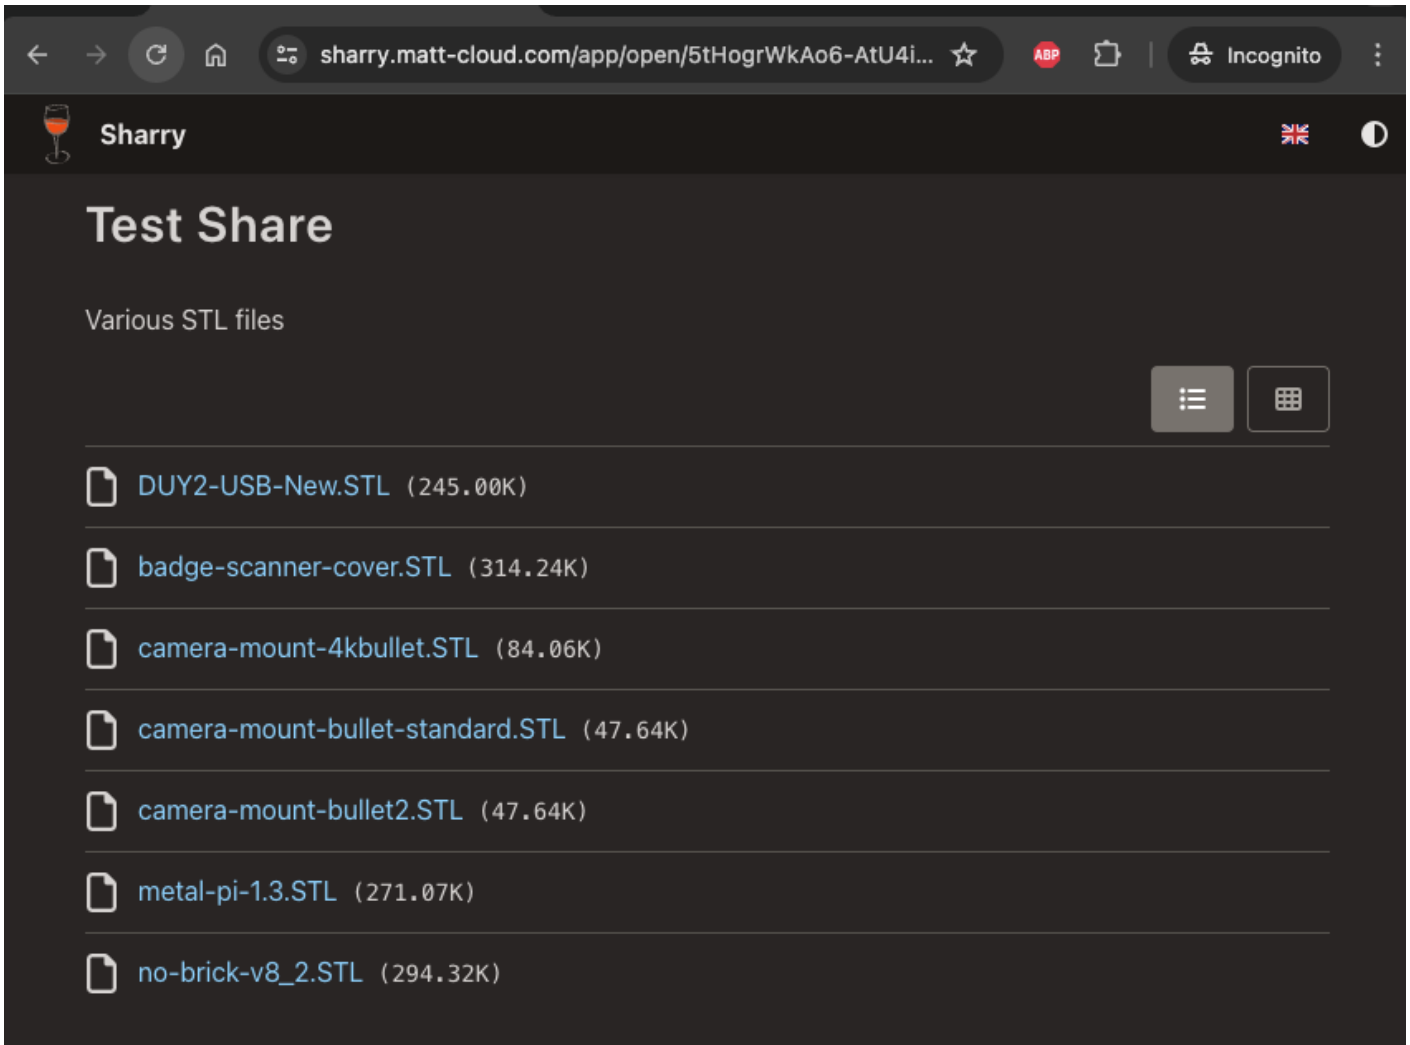 sharry.matt-cloud.com/app/open/5tHogrWkAo6-AtU4i...
ABP
Incognito
Sharry
Test Share
Various STL files
DUY2-USB-New.STL (245.00K)
badge-scanner-cover.STL (314.24K)
camera-mount-4kbullet.STL (84.06K)
camera-mount-bullet-standard.STL (47.64K)
camera-mount-bullet2.STL (47.64K)
metal-pi-1.3.STL (271.07K)
no-brick-v8_2.STL (294.32K)